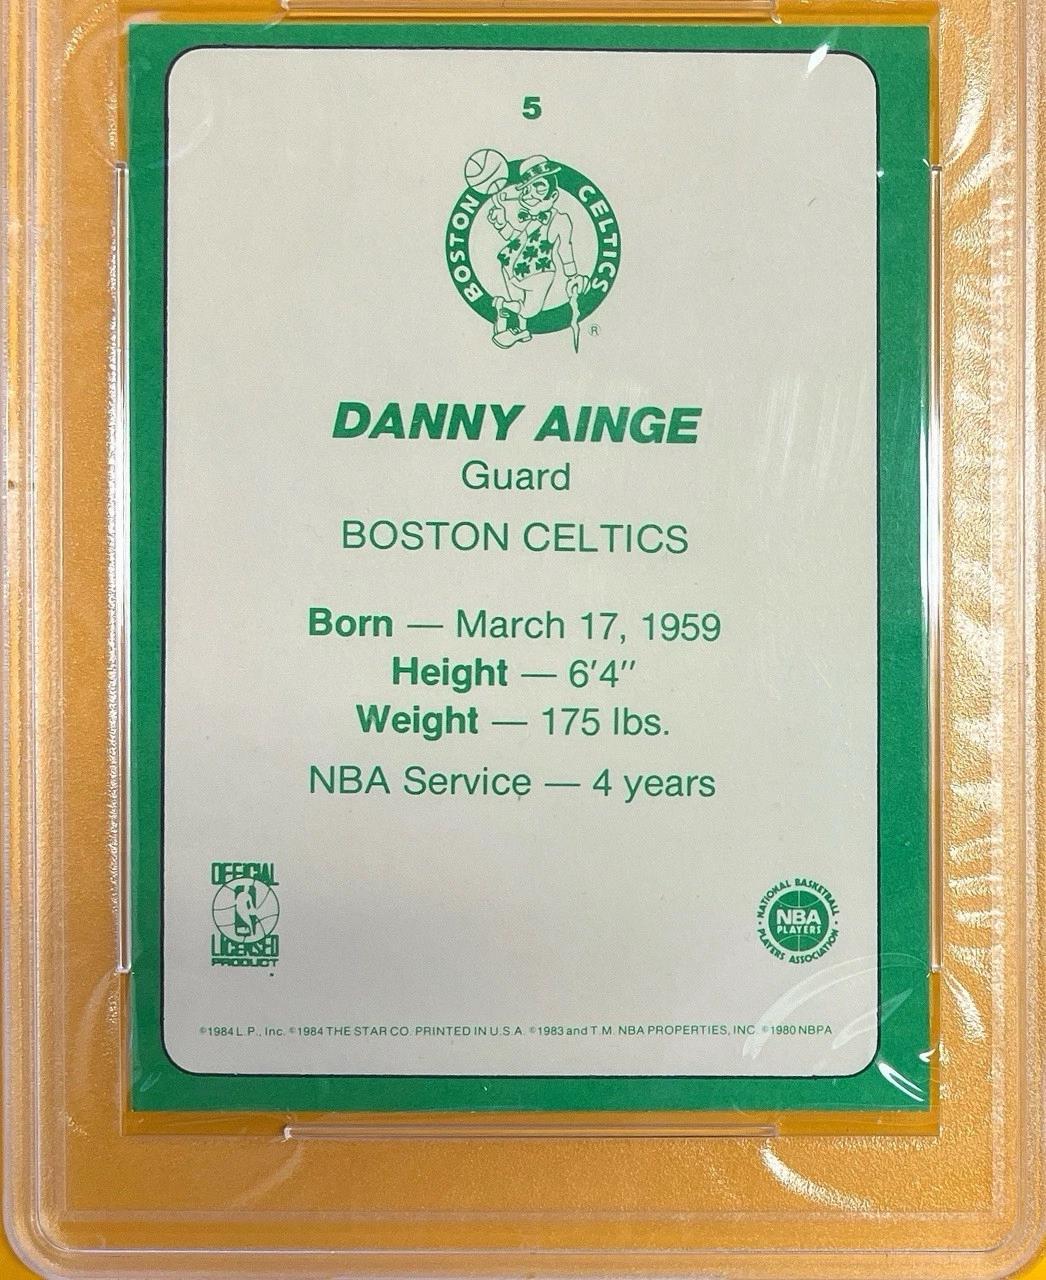 5
BOSTON CELTICS
®
DANNY AINGE
Guard
BOSTON CELTICS
Born — March 17, 1959
Height — 6'4"
Weight — 175 lbs.
NBA Service — 4 years
OFFICIAL
LICENSED
PRODUCT
NATIONAL BASKETBALL
NBA
PLAYERS
PLAYERS ASSOCIATION
©1984 L.P., Inc. ©1984 THE STAR CO. PRINTED IN U.S.A. ©1983 and T.M. NBA PROPERTIES, INC. ©1980 NBPA